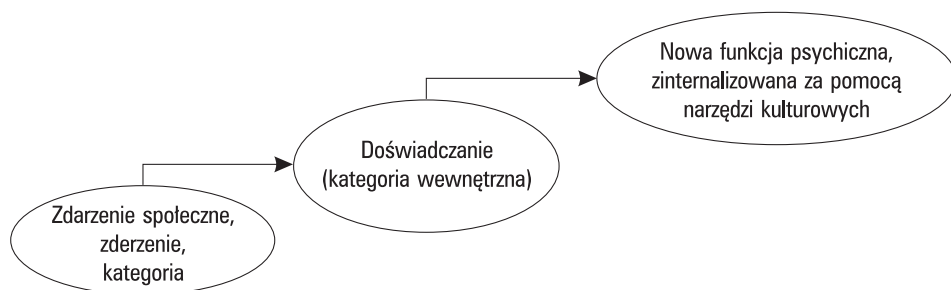 Nowa funkcja psychiczna,
zinternalizowana za pomocą
narzędzi kulturowych
Doświadczanie
(kategoria wewnętrzna)
Zdarzenie społeczne,
zderzenie,
kategoria